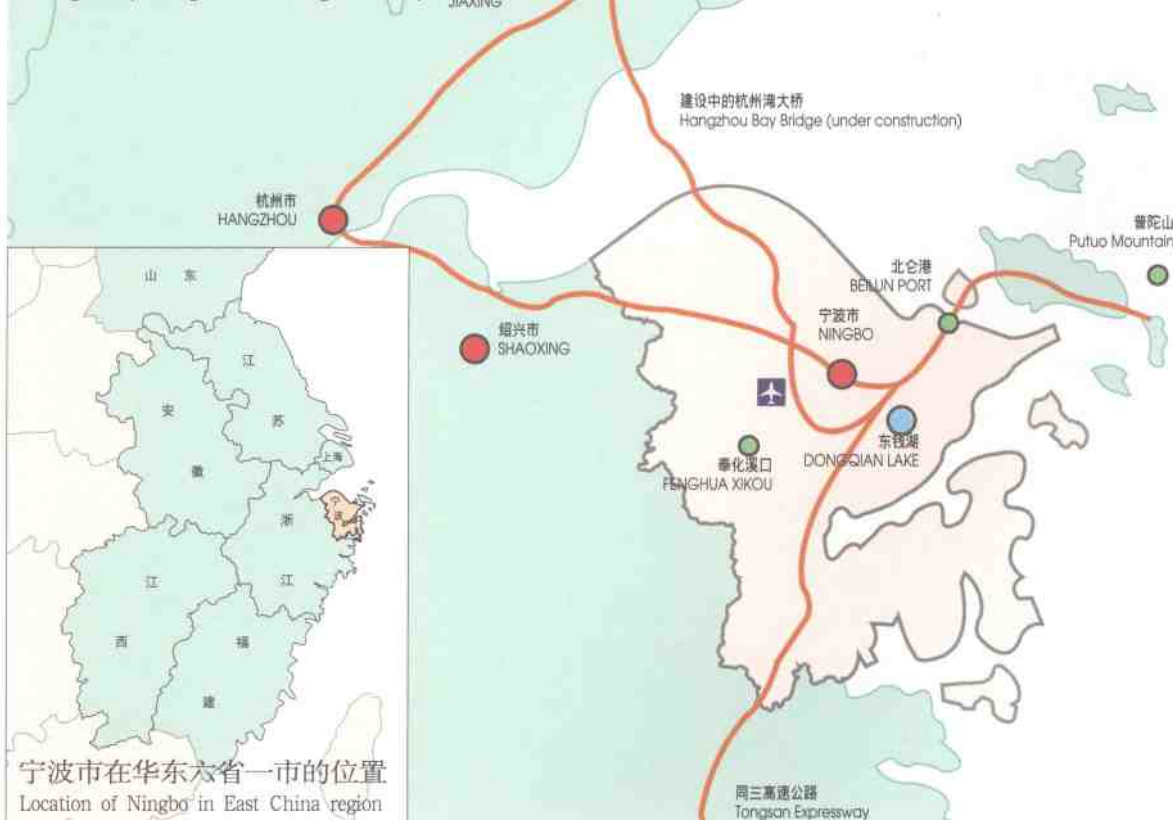 JIAXING
建设中的杭州湾大桥
Hangzhou Bay Bridge (under construction)
杭州市
HANGZHOU
普陀山
Putuo Mountain
北仑港
BEILUN PORT
宁波市
NINGBO
绍兴市
SHAOXING
东钱湖
DONGQIAN LAKE
奉化溪口
FENGHUA XIKOU
同三高速公路
Tongsan Expressway
山 东
江
苏
安
徽
上海
宁
波
浙
江
江
西
福
建
宁波市在华东六省一市的位置
Location of Ningbo in East China region